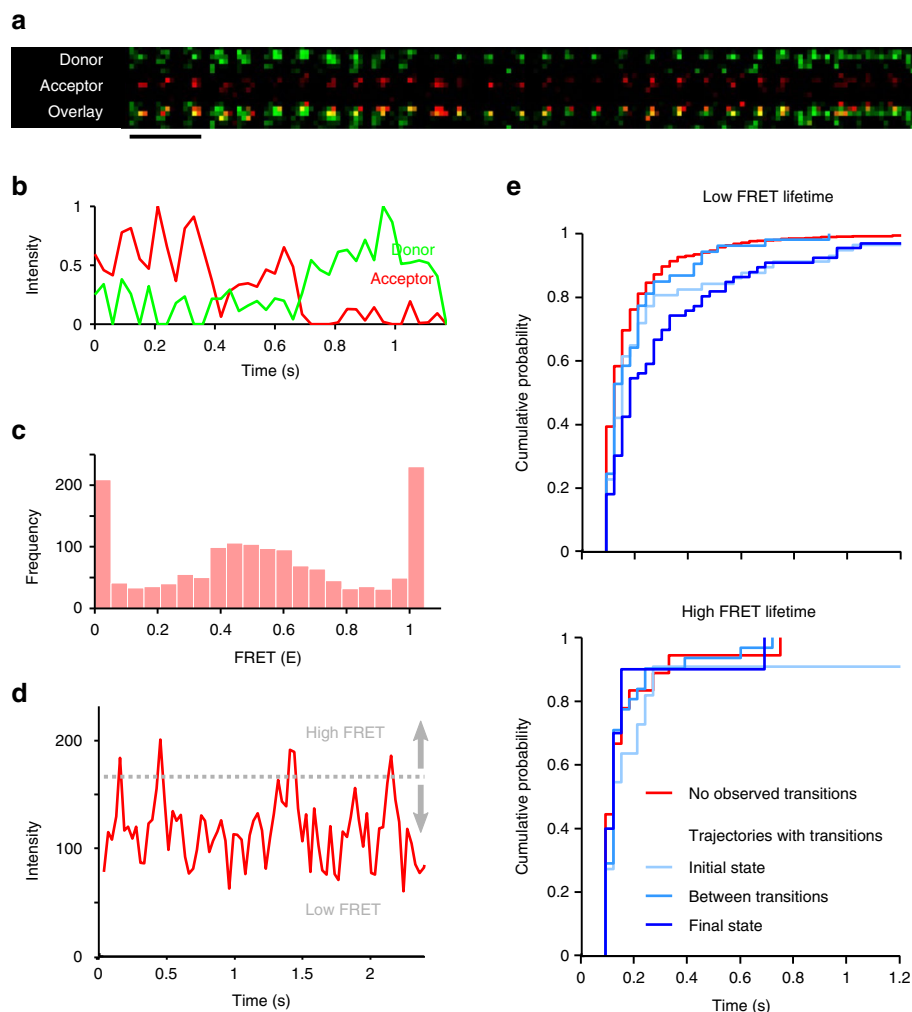 a
Donor
Acceptor
Overlay
b
1
0.5
0
Intensity
Donor
Acceptor
0
0.2
0.4
0.6
0.8
1
Time (s)
c
200
100
0
Frequency
0
0.2
0.4
0.6
0.8
1
FRET (E)
d
200
100
0
Intensity
High FRET
Low FRET
0
0.5
1
1.5
2
Time (s)
e
Low FRET lifetime
1
0.8
0.6
0.4
0.2
0
Cumulative probability
High FRET lifetime
1
0.8
0.6
0.4
0.2
0
Cumulative probability
No observed transitions
Trajectories with transitions
Initial state
Between transitions
Final state
0
0.2
0.4
0.6
0.8
1
1.2
Time (s)